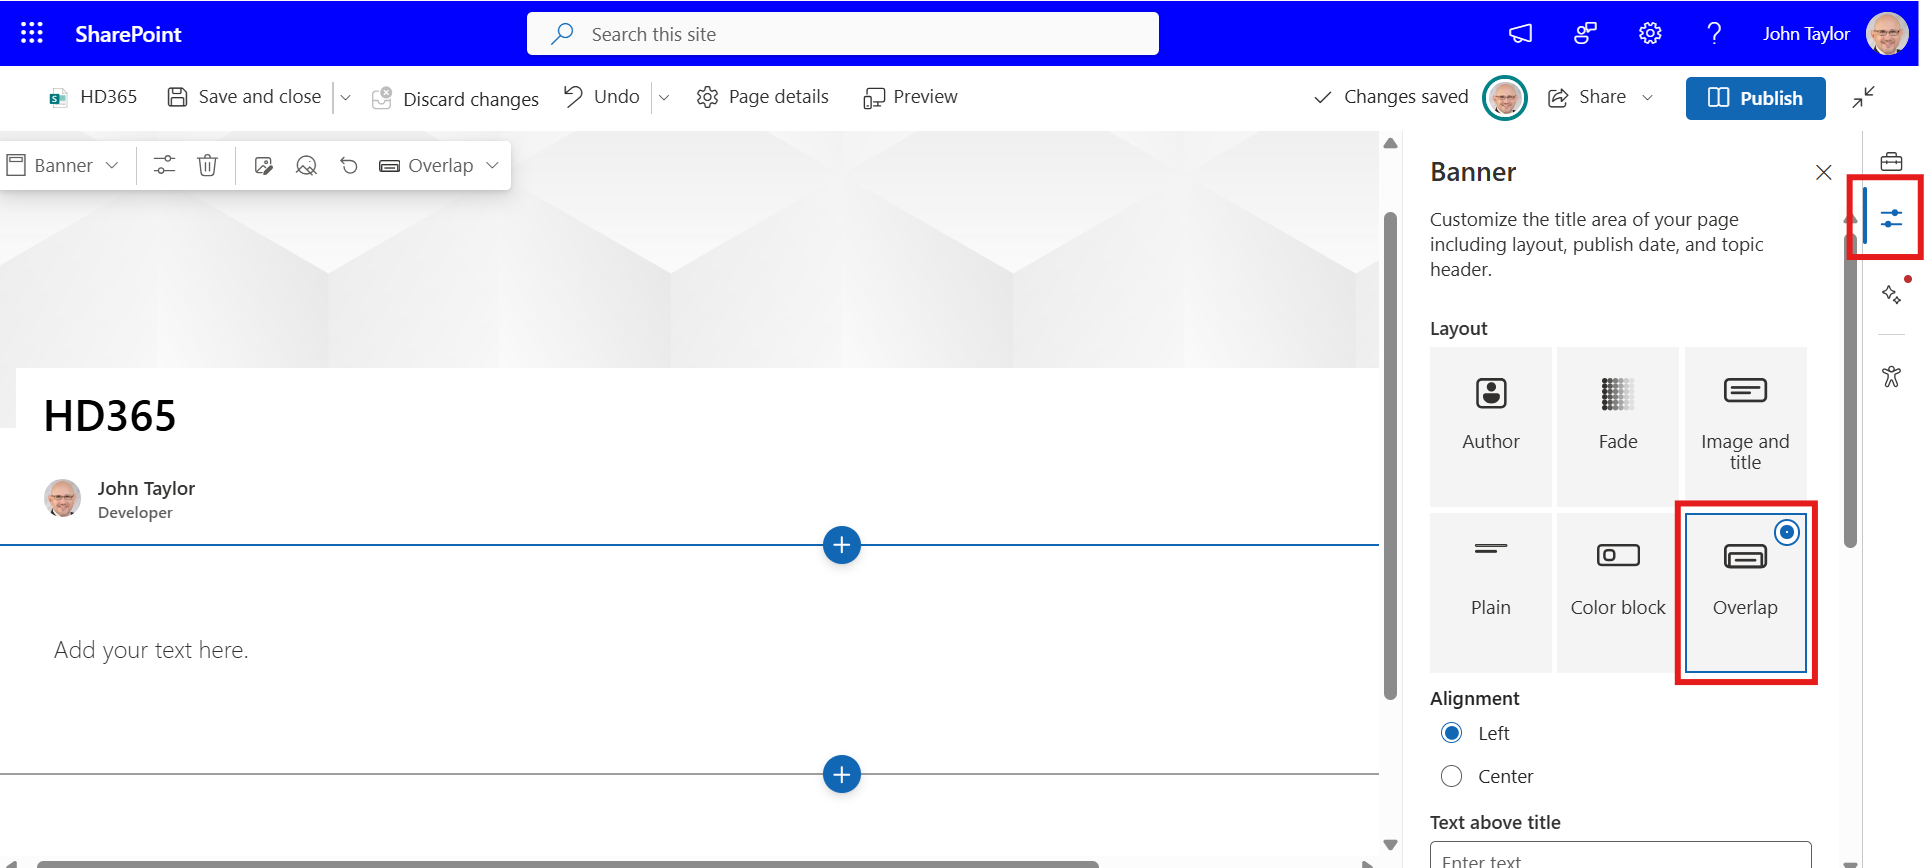 SharePoint
Search this site
John Taylor
HD365
Save and close
Discard changes
Undo
Page details
Preview
Changes saved
Share
Publish
Banner
Overlap
HD365
John Taylor
Developer
Add your text here.
Banner
Customize the title area of your page
including layout, publish date, and topic
header.
Layout
Author
Fade
Image and
title
Plain
Color block
Overlap
Alignment
Left
Center
Text above title
Enter text